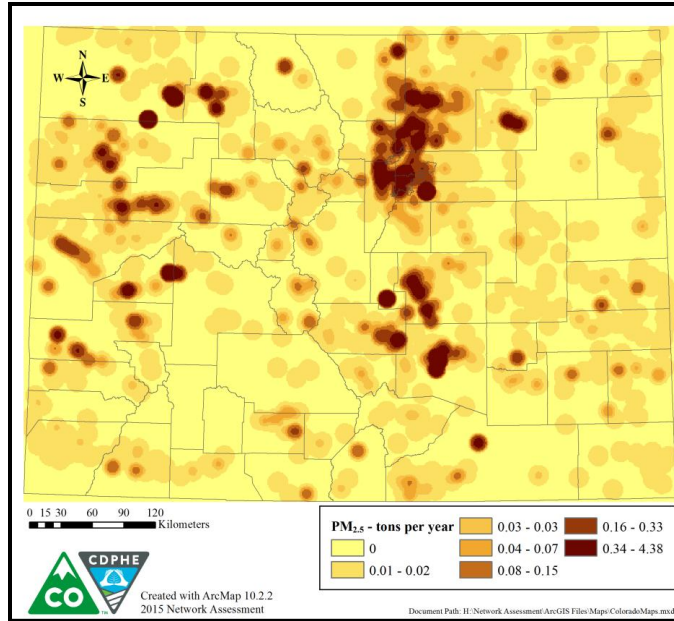 N
W E
S
0 15 30 60 90 120
Kilometers
PM2.5 - tons per year
0
0.01 - 0.02
0.03 - 0.03
0.04 - 0.07
0.08 - 0.15
0.16 - 0.33
0.34 - 4.38
CO
TM
CDPHE
Created with ArcMap 10.2.2
2015 Network Assessment
Document Path: H:\Network Assessment\ArcGIS Files\Maps\ColoradoMaps.mxd